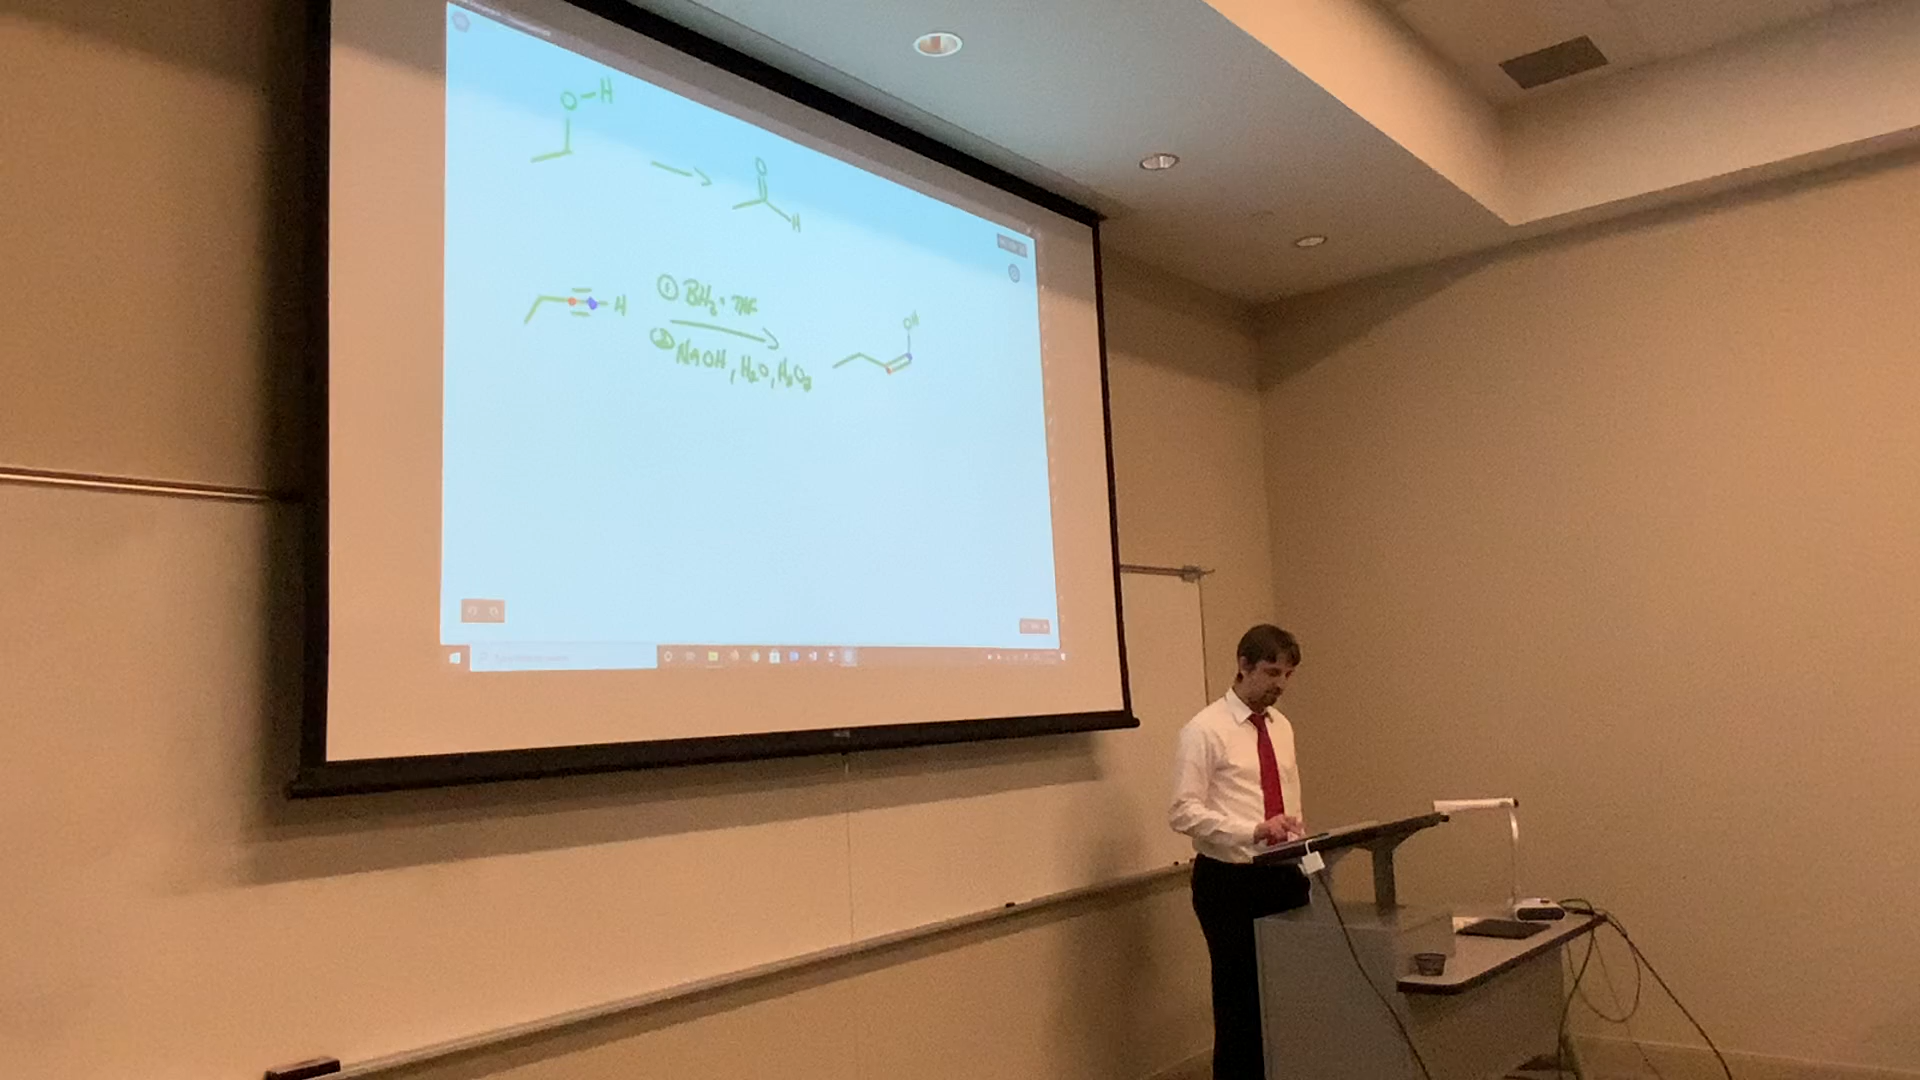 O-H
O
H
H
① BH₃·THF
② NaOH, H₂O, H₂O₂
OH